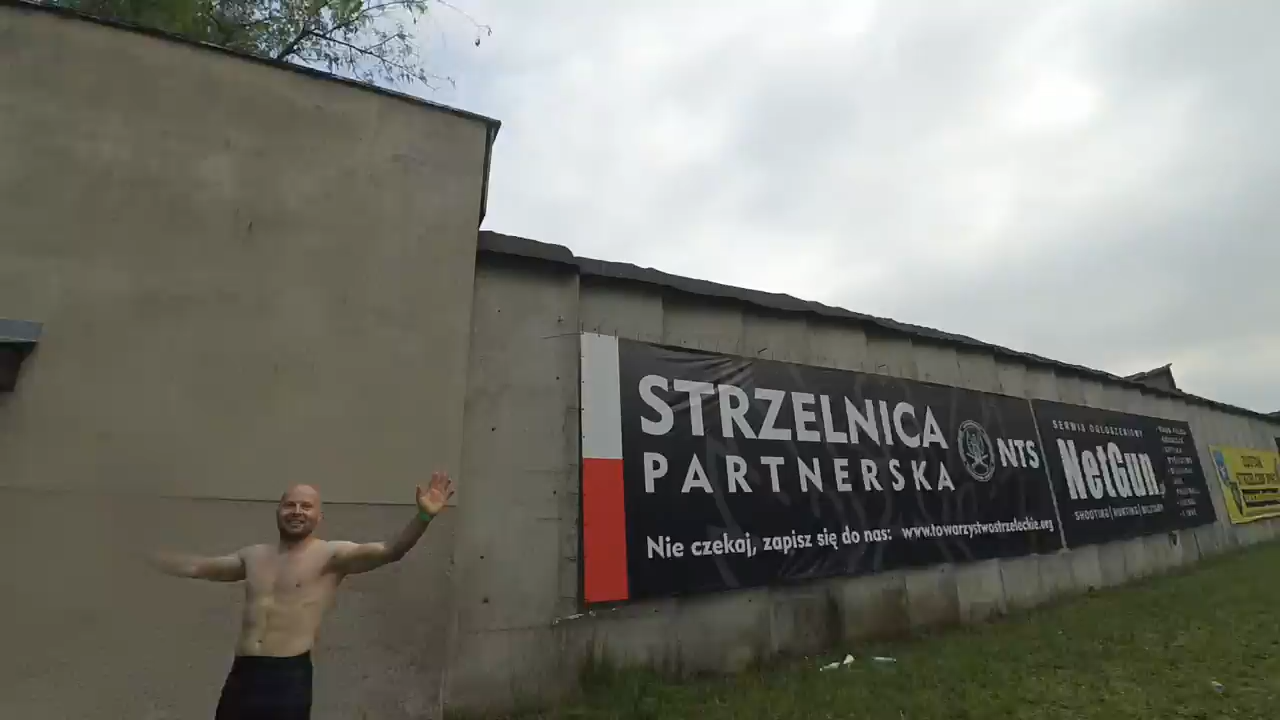 STRZELNICA
PARTNERSKA
NTS
Nie czekaj, zapisz się do nas: www.towarzystwostrzeleckie.org
SERWIS OGŁOSZENIOWY
NetGun
SHOOTING | HUNTING | MILITARY